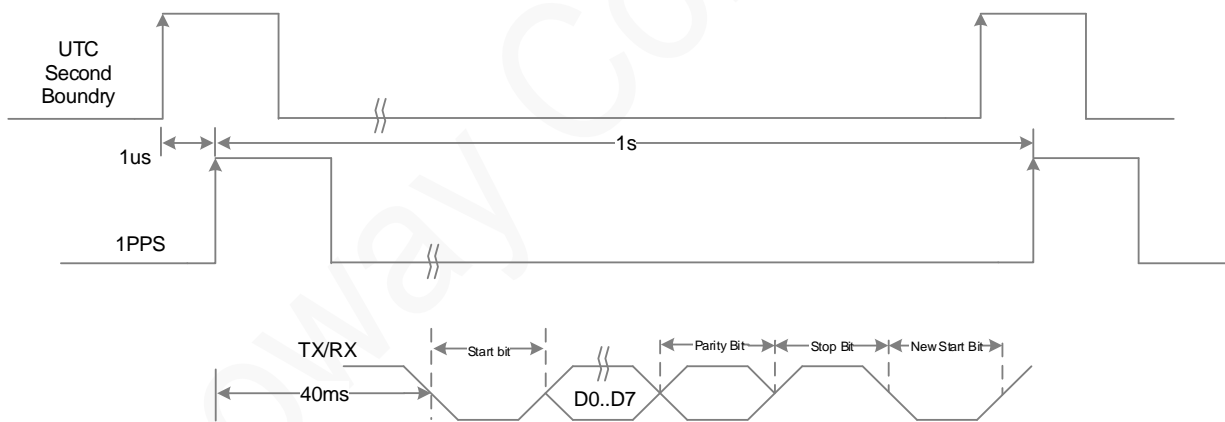 UTC
Second
Boundry
1us
1s
1PPS
TX/RX
Start bit
Parity Bit
Stop Bit
New Start Bit
40ms
D0..D7